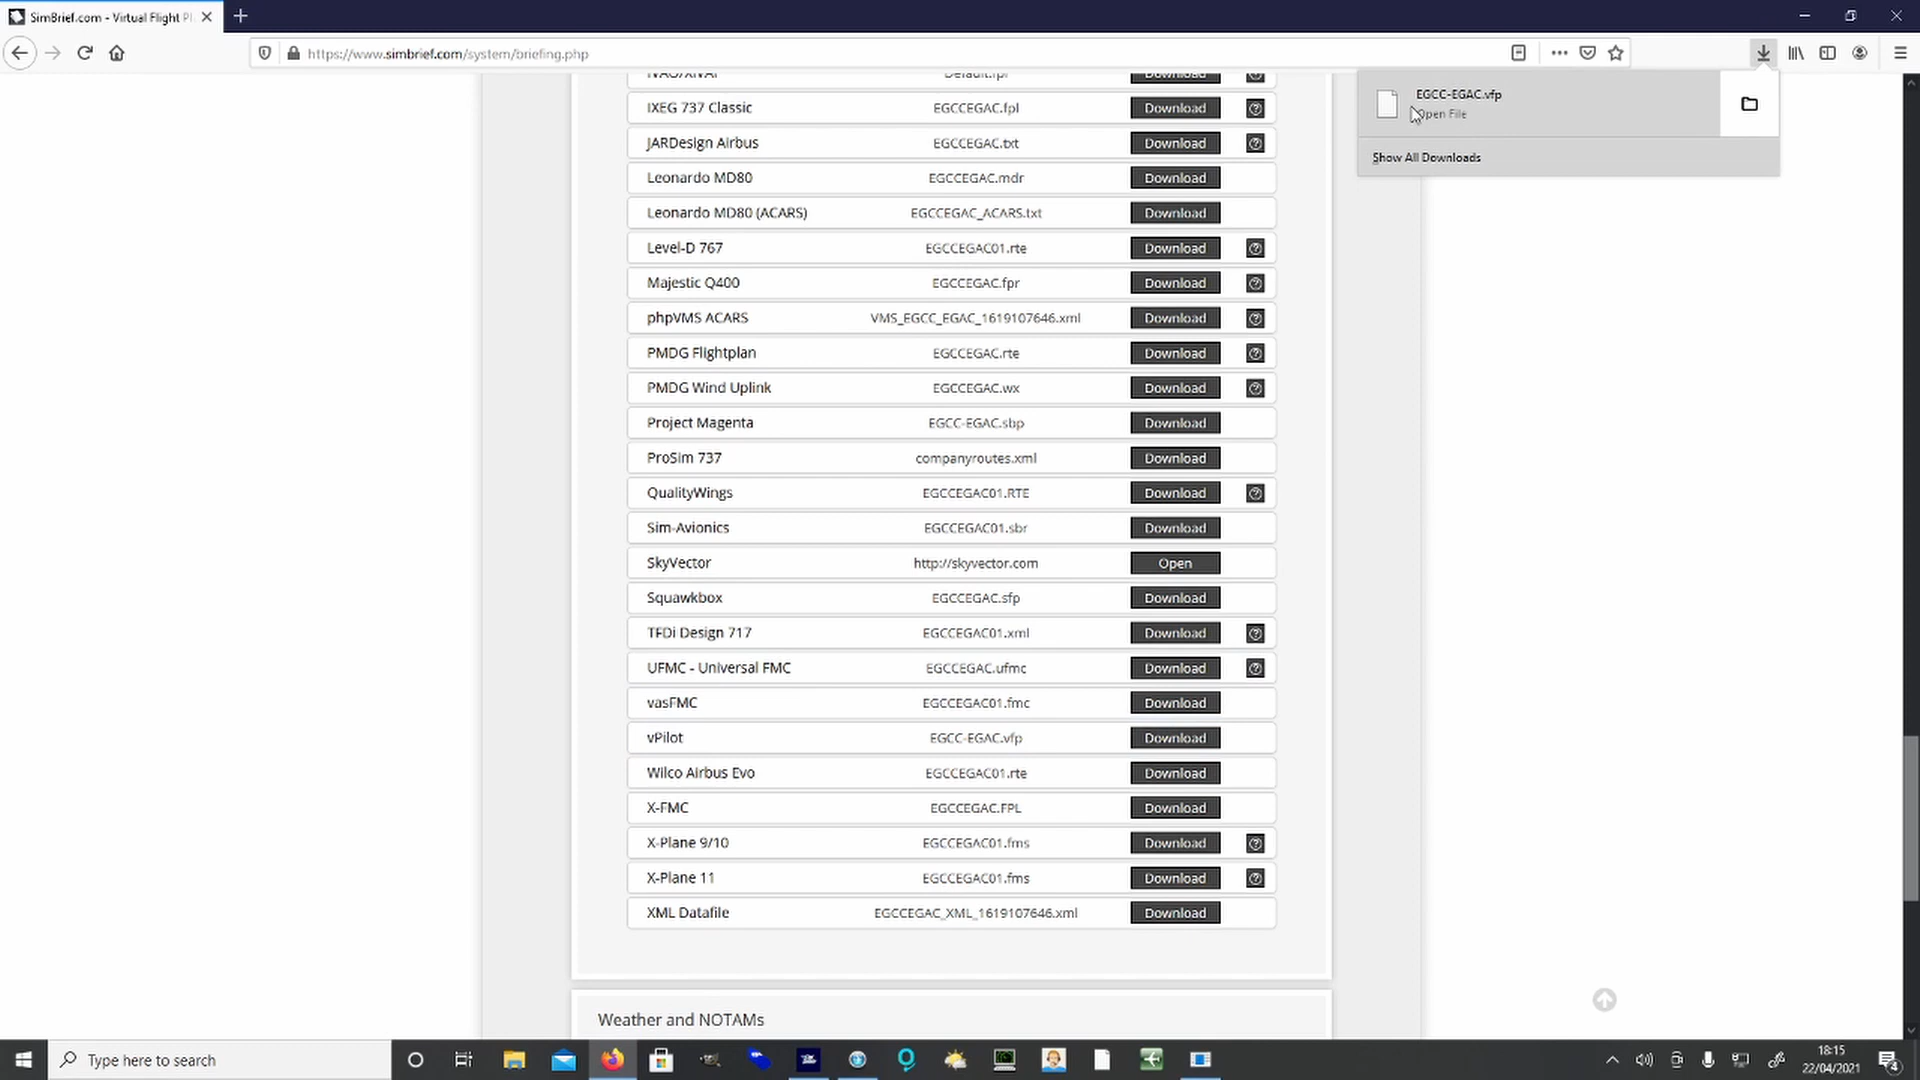 SimBrief.com - Virtual Flight Pl
https://www.simbrief.com/system/briefing.php
EGCC-EGAC.vfp
Open File
Show All Downloads
IVAO/XIVAP Default.fpl Download
IXEG 737 Classic EGCCEGAC.fpl Download
JARDesign Airbus EGCCEGAC.txt Download
Leonardo MD80 EGCCEGAC.mdr Download
Leonardo MD80 (ACARS) EGCCEGAC_ACARS.txt Download
Level-D 767 EGCCEGAC01.rte Download
Majestic Q400 EGCCEGAC.fpr Download
phpVMS ACARS VMS_EGCC_EGAC_1619107646.xml Download
PMDG Flightplan EGCCEGAC.rte Download
PMDG Wind Uplink EGCCEGAC.wx Download
Project Magenta EGCC-EGAC.sbp Download
ProSim 737 companyroutes.xml Download
QualityWings EGCCEGAC01.RTE Download
Sim-Avionics EGCCEGAC01.sbr Download
SkyVector http://skyvector.com Open
Squawkbox EGCCEGAC.sfp Download
TFDi Design 717 EGCCEGAC01.xml Download
UFMC - Universal FMC EGCCEGAC.ufmc Download
vasFMC EGCCEGAC01.fmc Download
vPilot EGCC-EGAC.vfp Download
Wilco Airbus Evo EGCCEGAC01.rte Download
X-FMC EGCCEGAC.FPL Download
X-Plane 9/10 EGCCEGAC01.fms Download
X-Plane 11 EGCCEGAC01.fms Download
XML Datafile EGCCEGAC_XML_1619107646.xml Download
Weather and NOTAMs
Type here to search
18:15
22/04/2021
4